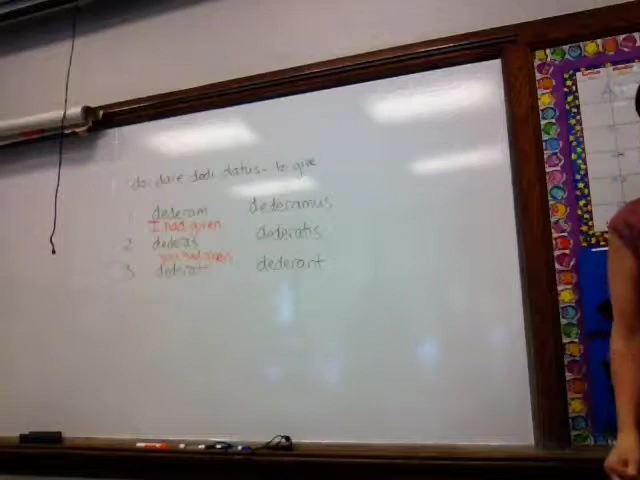 do, dare dedi, datus - to give
dederam dederamus
I had given
2 dederas dederatis
you had given
3 dederat dederant